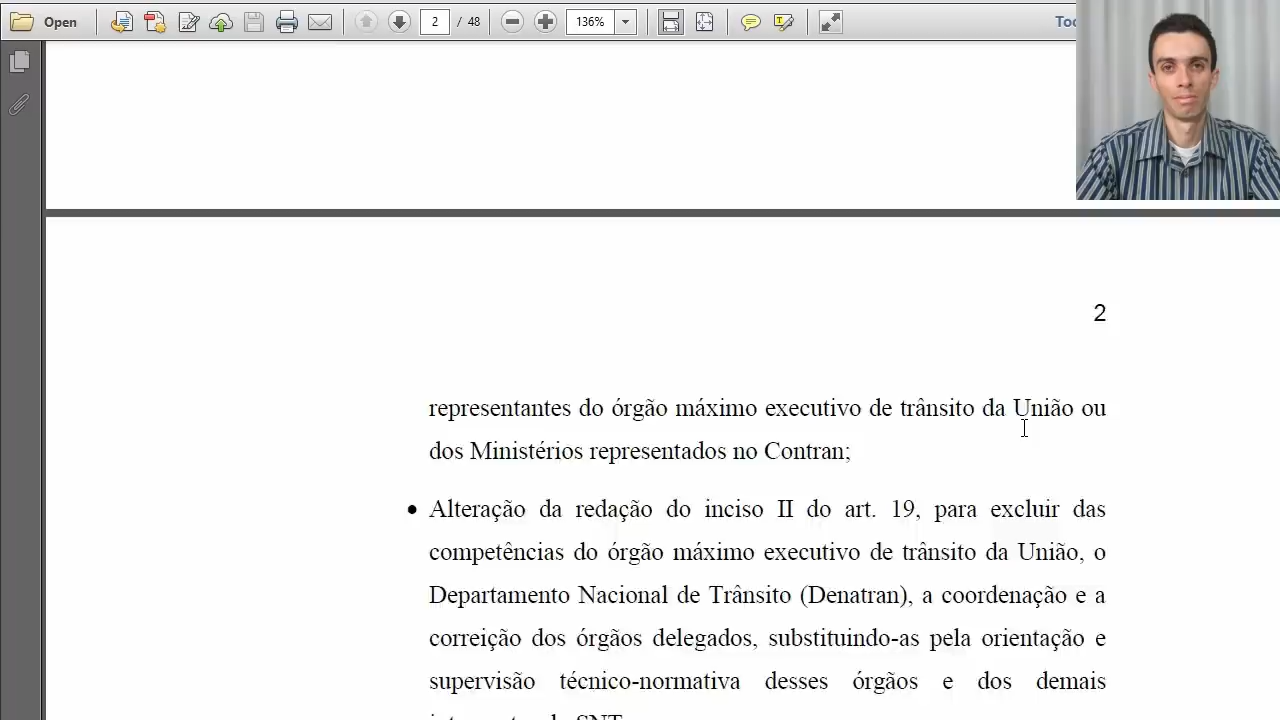 Open 2 / 48 136%
2
representantes do órgão máximo executivo de trânsito da União ou
dos Ministérios representados no Contran;
• Alteração da redação do inciso II do art. 19, para excluir das
competências do órgão máximo executivo de trânsito da União, o
Departamento Nacional de Trânsito (Denatran), a coordenação e a
correição dos órgãos delegados, substituindo-as pela orientação e
supervisão técnico-normativa desses órgãos e dos demais